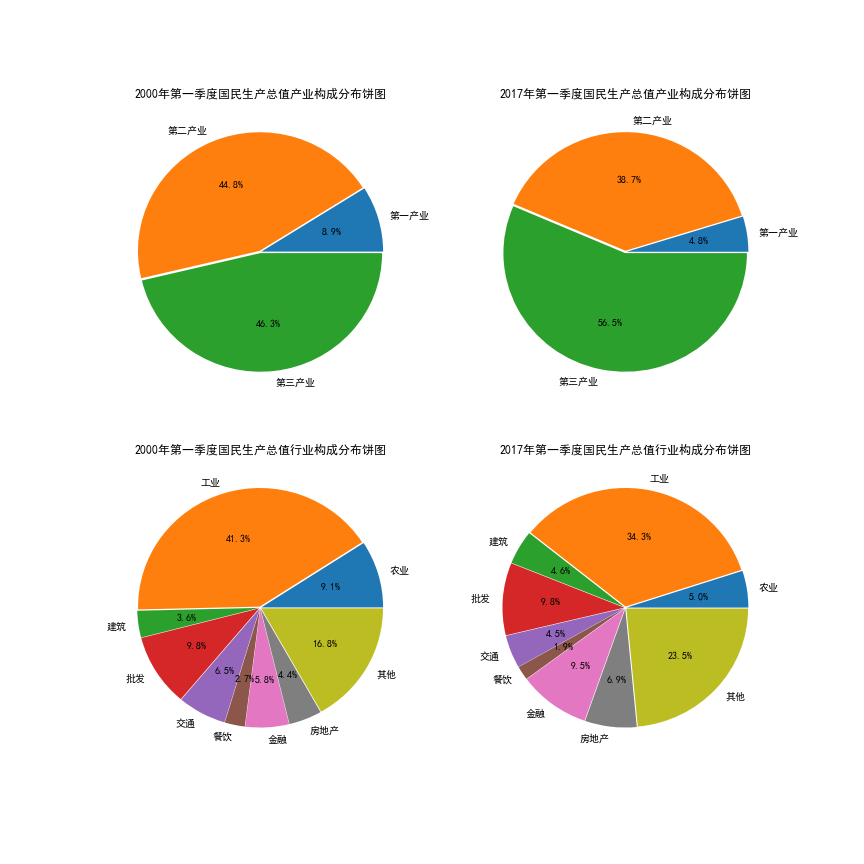 2000年第一季度国民生产总值产业构成分布饼图
第二产业
44.8%
第一产业
8.9%
46.3%
第三产业
2017年第一季度国民生产总值产业构成分布饼图
第二产业
38.7%
第一产业
4.8%
56.5%
第三产业
2000年第一季度国民生产总值行业构成分布饼图
工业
41.3%
农业
9.1%
建筑
3.6%
批发
9.8%
交通
6.5%
餐饮
2.7%
金融
5.8%
房地产
4.4%
其他
16.8%
2017年第一季度国民生产总值行业构成分布饼图
工业
34.3%
农业
5.0%
建筑
4.6%
批发
9.8%
交通
4.5%
餐饮
1.9%
金融
9.5%
房地产
6.9%
其他
23.5%